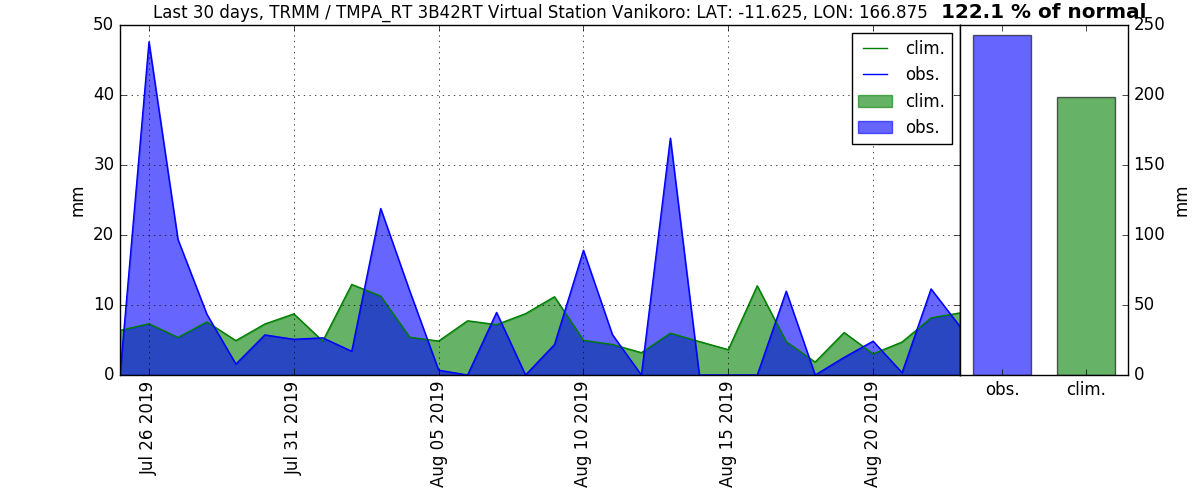 Last 30 days, TRMM / TMPA_RT 3B42RT Virtual Station Vanikoro: LAT: -11.625, LON: 166.875 122.1 % of normal
50
40
30
20
10
0
mm
clim.
obs.
clim.
obs.
Jul 26 2019
Jul 31 2019
Aug 05 2019
Aug 10 2019
Aug 15 2019
Aug 20 2019
250
200
150
100
50
0
mm
obs.
clim.